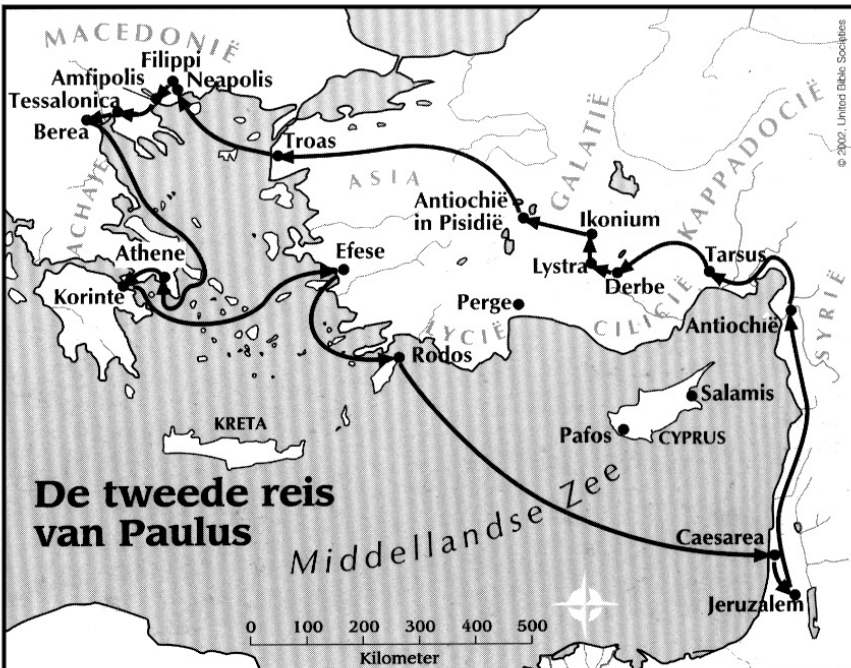 MACEDONIË
Filippi
Amfipolis
Neapolis
Tessalonica
Berea
Troas
ACHAJE
ASIA
GALATIË
KAPPADOCIË
© 2002, United Bible Societies
Antiochië
in Pisidië
Ikonium
Athene
Efese
Lystra
Derbe
Tarsus
Korinte
Perge
LYCIË
CILICIË
Antiochië
SYRIË
Rodos
Salamis
KRETA
Pafos
CYPRUS
De tweede reis
van Paulus
Middellandse Zee
Caesarea
Jeruzalem
0 100 200 300 400 500
Kilometer